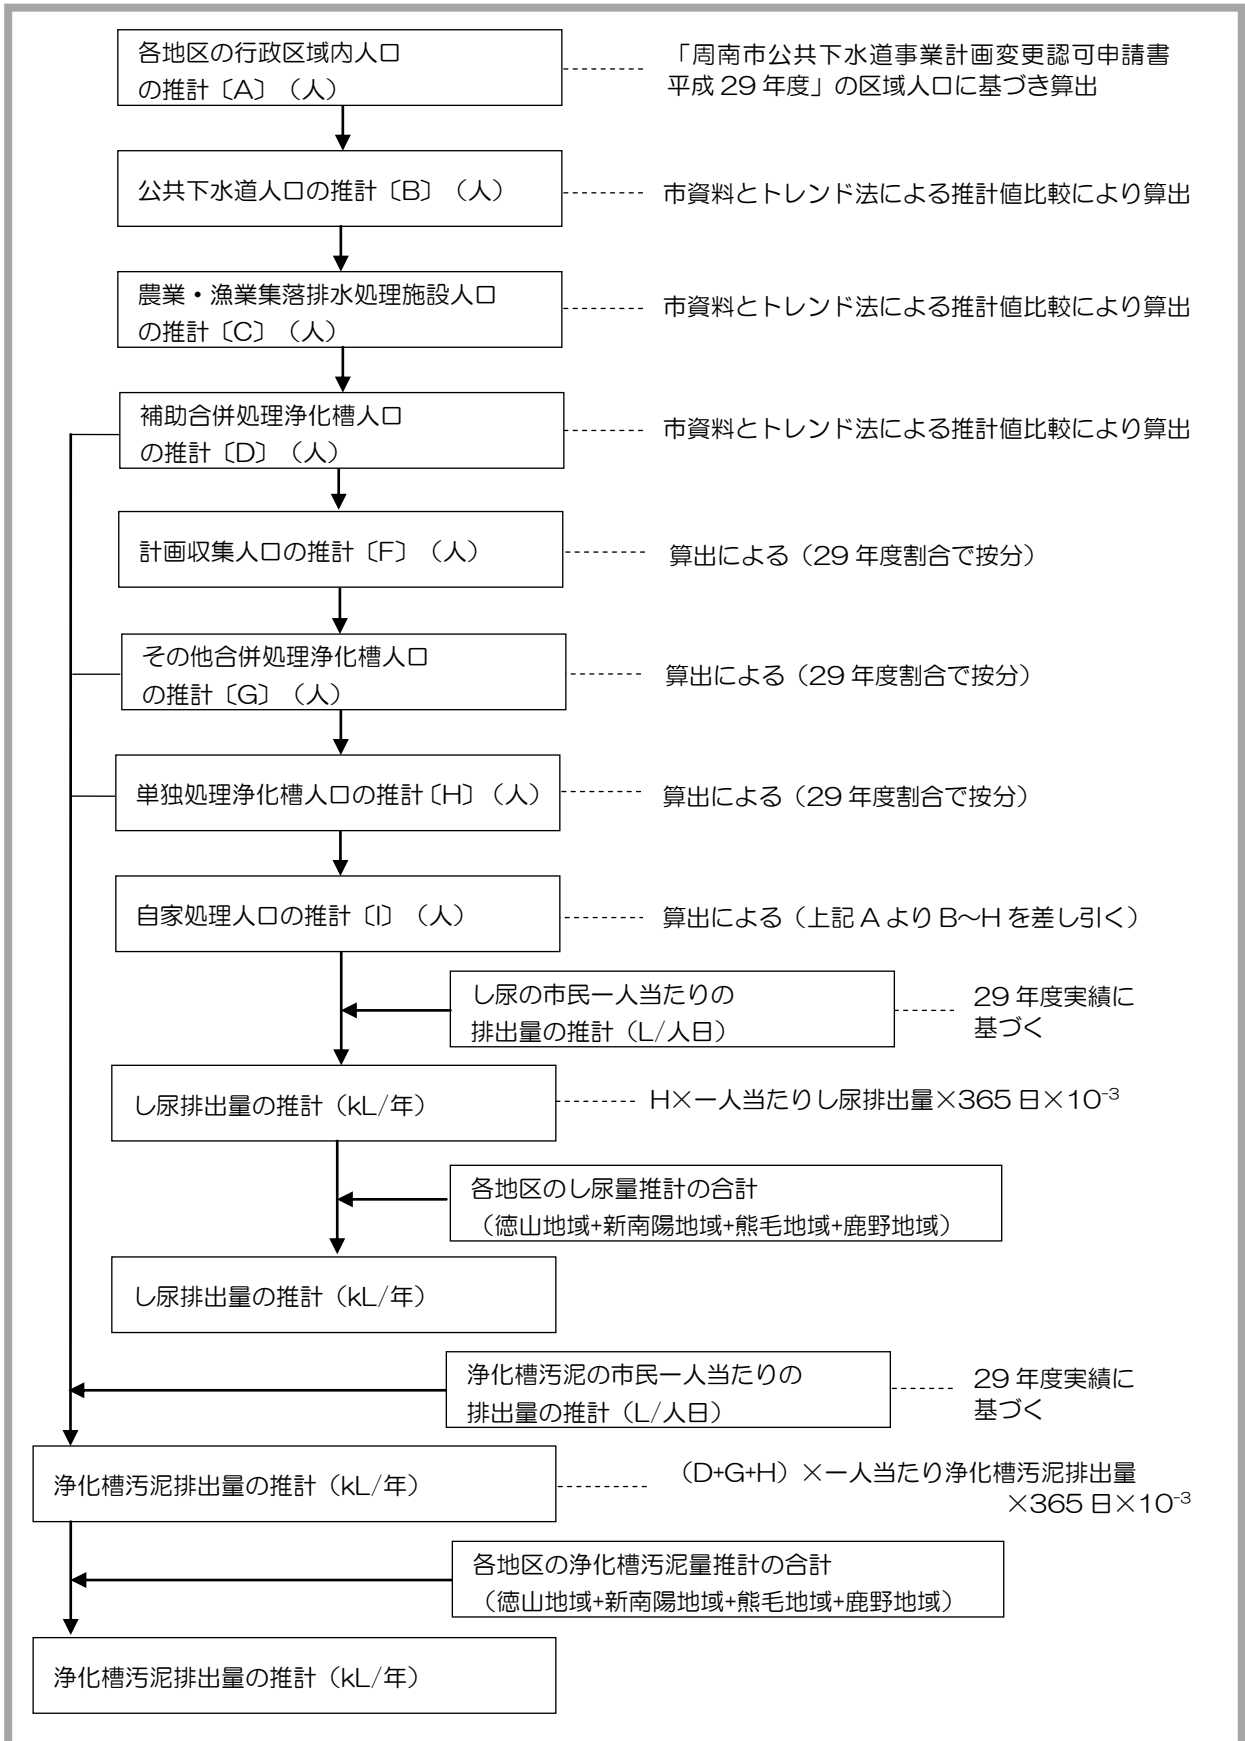 各地区の行政区域内人口
の推計〔A〕（人）
「周南市公共下水道事業計画変更認可申請書
平成 29 年度」の区域人口に基づき算出
公共下水道人口の推計〔B〕（人）
市資料とトレンド法による推計値比較により算出
農業・漁業集落排水処理施設人口
の推計〔C〕（人）
市資料とトレンド法による推計値比較により算出
補助合併処理浄化槽人口
の推計〔D〕（人）
市資料とトレンド法による推計値比較により算出
計画収集人口の推計〔F〕（人）
算出による（29 年度割合で按分）
その他合併処理浄化槽人口
の推計〔G〕（人）
算出による（29 年度割合で按分）
単独処理浄化槽人口の推計〔H〕（人）
算出による（29 年度割合で按分）
自家処理人口の推計〔I〕（人）
算出による（上記 A より B～H を差し引く）
し尿の市民一人当たりの
排出量の推計（L/人日）
29 年度実績に
基づく
し尿排出量の推計（kL/年）
H×一人当たりし尿排出量×365 日×10⁻³
各地区のし尿量推計の合計
（徳山地域+新南陽地域+熊毛地域+鹿野地域）
し尿排出量の推計（kL/年）
浄化槽汚泥の市民一人当たりの
排出量の推計（L/人日）
29 年度実績に
基づく
浄化槽汚泥排出量の推計（kL/年）
（D+G+H）×一人当たり浄化槽汚泥排出量
×365 日×10⁻³
各地区の浄化槽汚泥量推計の合計
（徳山地域+新南陽地域+熊毛地域+鹿野地域）
浄化槽汚泥排出量の推計（kL/年）